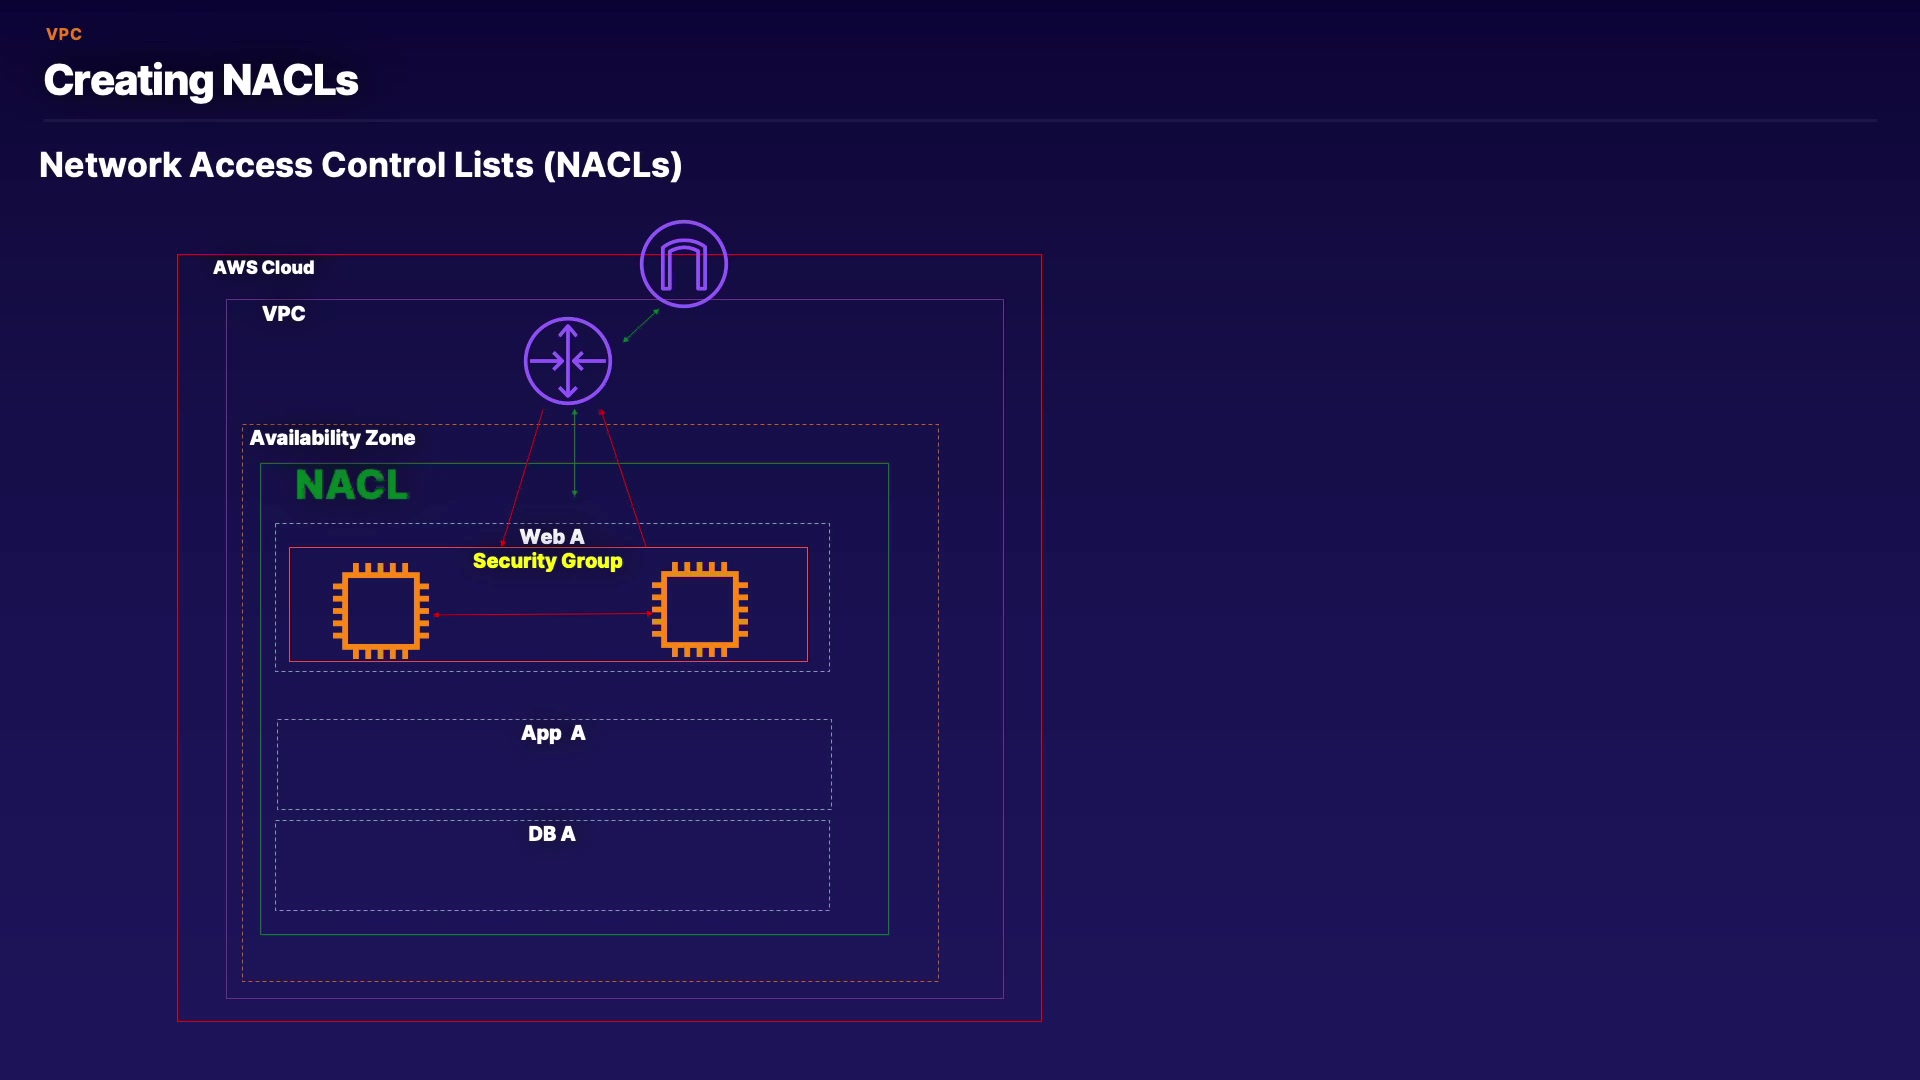 VPC
Creating NACLs
Network Access Control Lists (NACLs)
AWS Cloud
VPC
Availability Zone
NACL
Web A
Security Group
App A
DB A